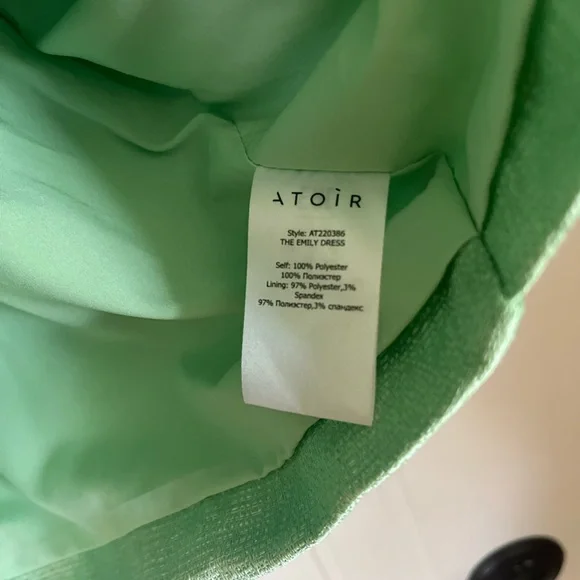 ATOÌR
Style: AT220386
THE EMILY DRESS
Self: 100% Polyester
100% Полиэстер
Lining: 97% Polyester,3%
Spandex
97% Полиэстер,3% спандекс